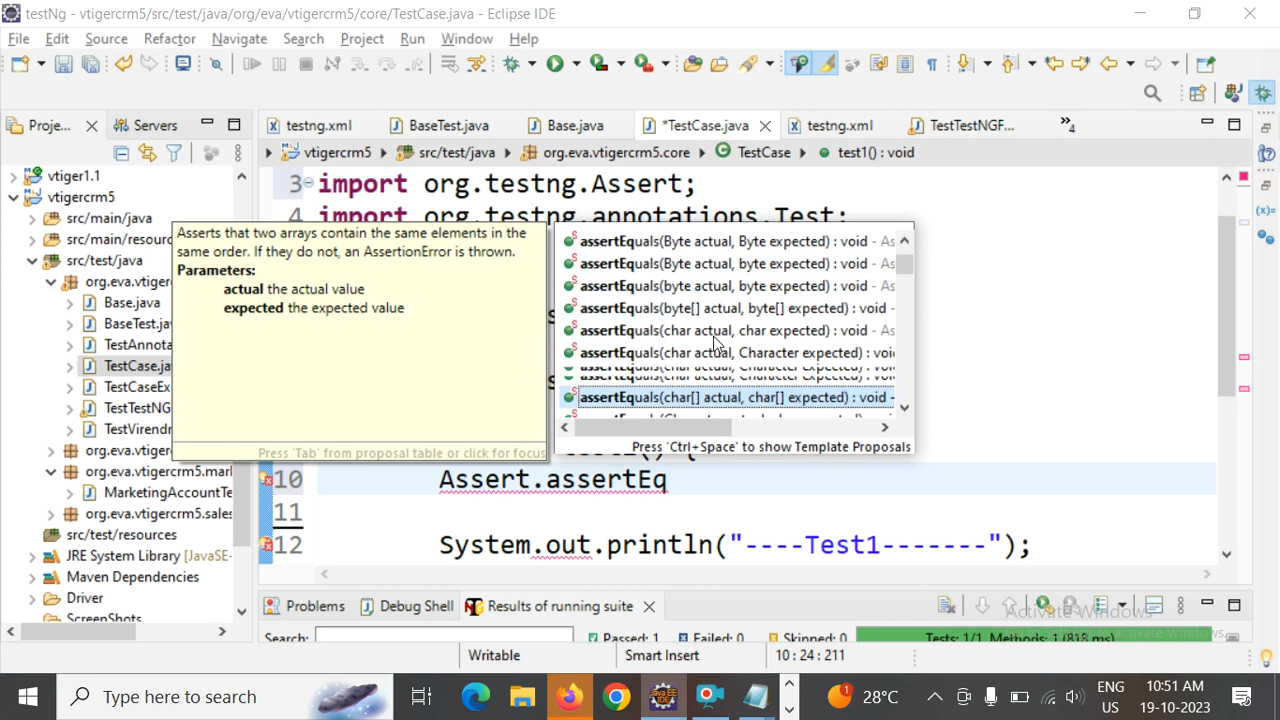 testNg - vtigercrm5/src/test/java/org/eva/vtigercrm5/core/TestCase.java - Eclipse IDE
File Edit Source Refactor Navigate Search Project Run Window Help
Proje... Servers
testng.xml BaseTest.java Base.java *TestCase.java testng.xml TestTestNGF... »4
vtigercrm5 src/test/java org.eva.vtigercrm5.core TestCase test1() : void
vtiger1.1
vtigercrm5
src/main/java
src/main/resourc
src/test/java
org.eva.vtigercrm
Base.java
BaseTest.java
TestAnnota
TestCase.ja
TestCaseEx
TestTestNG
TestVirendr
org.eva.vtigercrm
org.eva.vtigercrm5.marl
MarketingAccountTe
org.eva.vtigercrm5.sales
src/test/resources
JRE System Library [JavaSE-
Maven Dependencies
Driver
ScreenShots
3 import org.testng.Assert;
4 import org.testng.annotations.Test;
Asserts that two arrays contain the same elements in the
same order. If they do not, an AssertionError is thrown.
Parameters:
actual the actual value
expected the expected value
Press 'Tab' from proposal table or click for focus
assertEquals(Byte actual, Byte expected) : void - As
assertEquals(Byte actual, byte expected) : void - As
assertEquals(byte actual, byte expected) : void - As
assertEquals(byte[] actual, byte[] expected) : void -
assertEquals(char actual, char expected) : void - As
assertEquals(char actual, Character expected) : voi
assertEquals(char[] actual, char[] expected) : void -
Press 'Ctrl+Space' to show Template Proposals
10 Assert.assertEq
11
12 System.out.println("----Test1-------");
Problems Debug Shell Results of running suite
Search: Passed: 1 Failed: 0 Skipped: 0 Tests: 1/1 Methods: 1 (818 ms)
Activate Windows
Writable Smart Insert 10 : 24 : 211
Type here to search
1 28°C ENG US 10:51 AM 19-10-2023